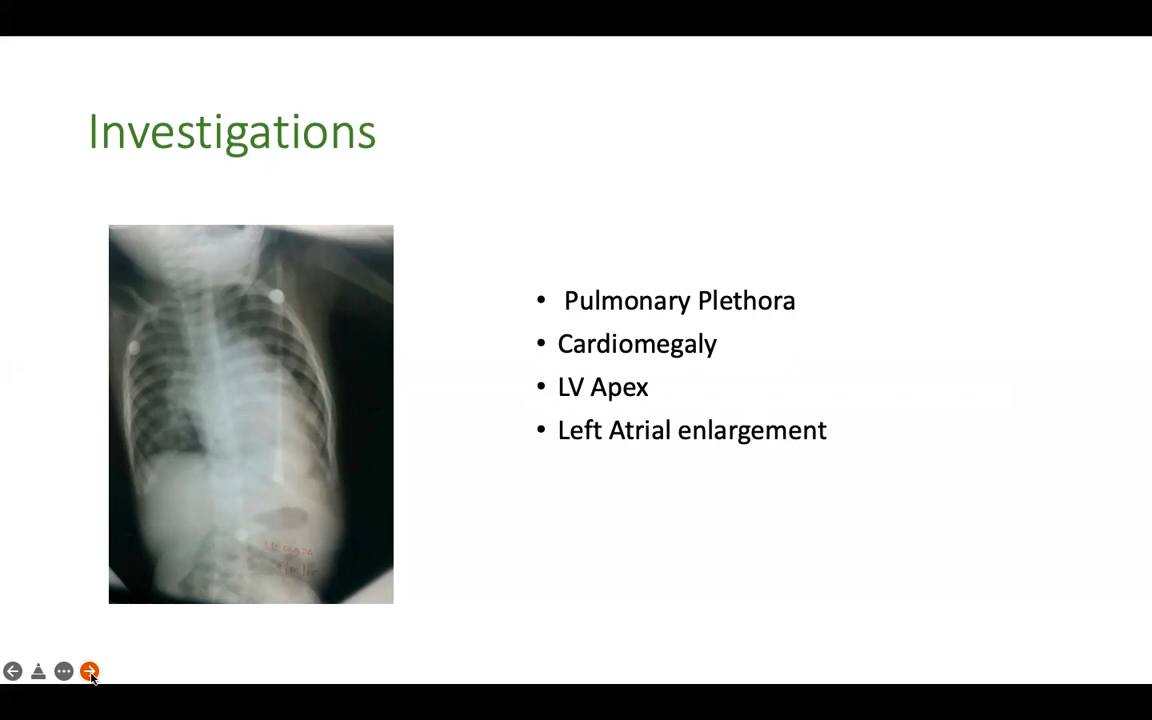 Investigations
• Pulmonary Plethora
• Cardiomegaly
• LV Apex
• Left Atrial enlargement